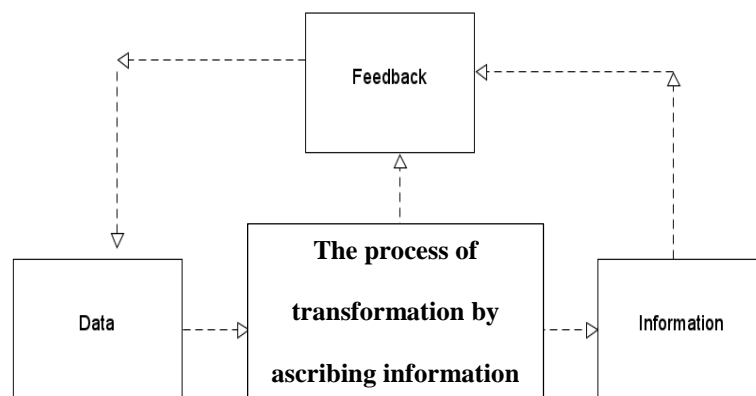 Feedback
The process of
transformation by
ascribing information
Data
Information